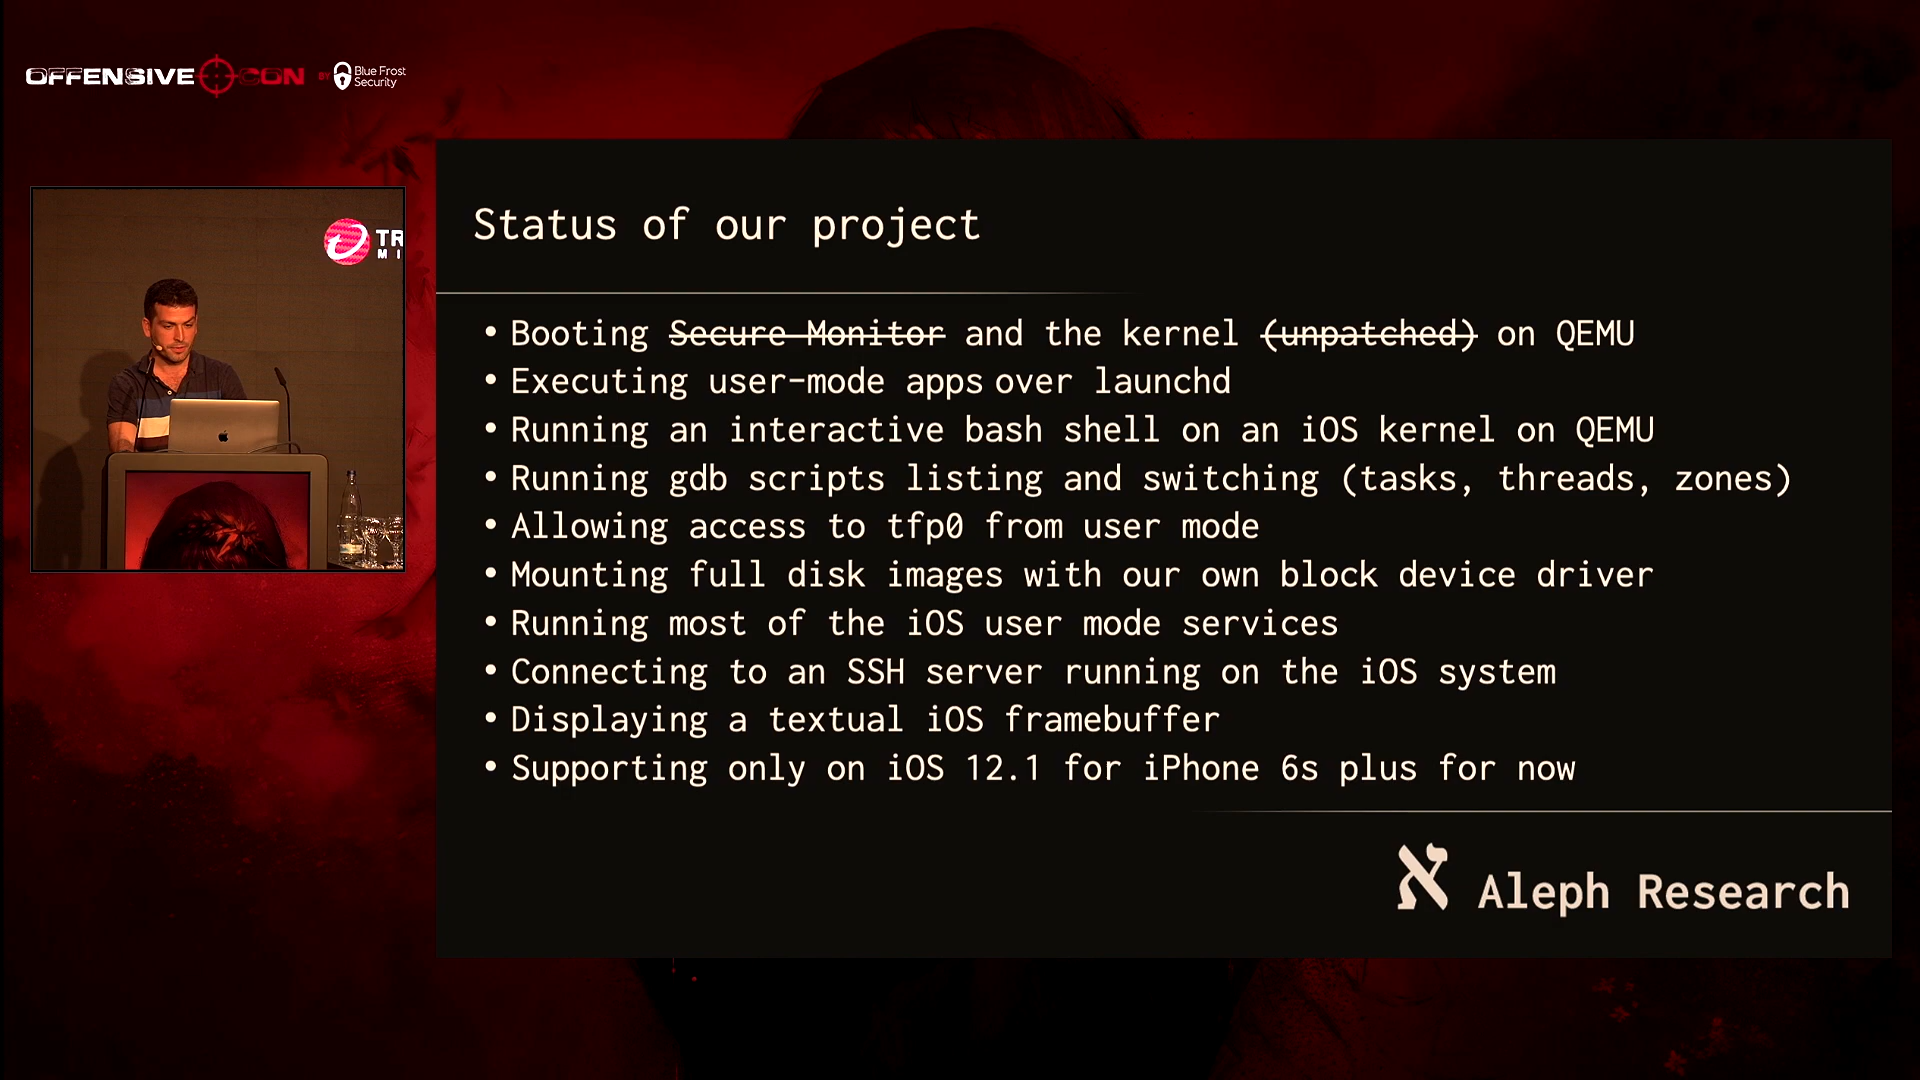 OFFENSIVE CON BY Blue Frost Security
TR
MI
Status of our project
• Booting ~~Secure Monitor~~ and the kernel ~~(unpatched)~~ on QEMU
• Executing user-mode apps over launchd
• Running an interactive bash shell on an iOS kernel on QEMU
• Running gdb scripts listing and switching (tasks, threads, zones)
• Allowing access to tfp0 from user mode
• Mounting full disk images with our own block device driver
• Running most of the iOS user mode services
• Connecting to an SSH server running on the iOS system
• Displaying a textual iOS framebuffer
• Supporting only on iOS 12.1 for iPhone 6s plus for now
א Aleph Research